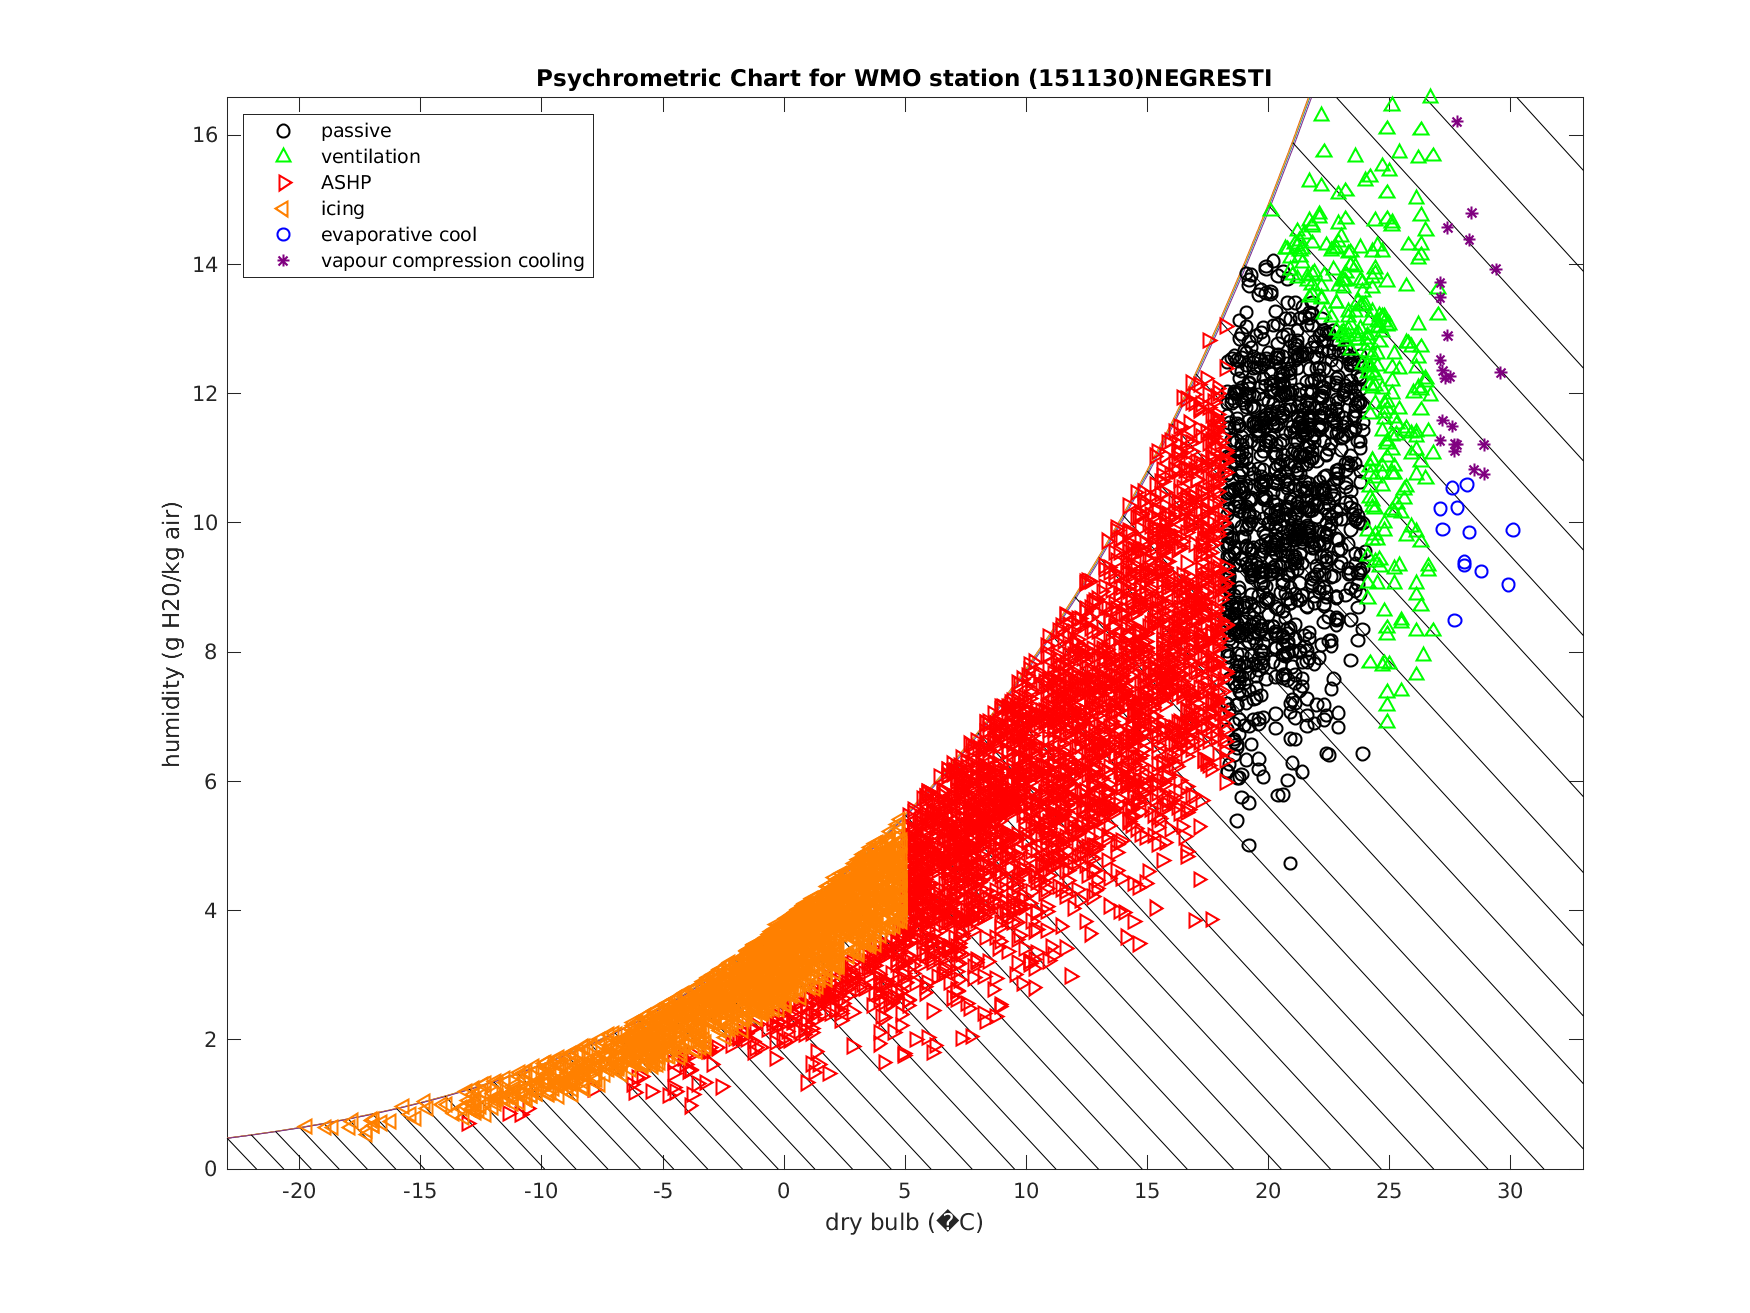 Psychrometric Chart for WMO station (151130)NEGRESTI
passive
ventilation
ASHP
icing
evaporative cool
vapour compression cooling
humidity (g H20/kg air)
16
14
12
10
8
6
4
2
0
-20 -15 -10 -5 0 5 10 15 20 25 30
dry bulb (�C)